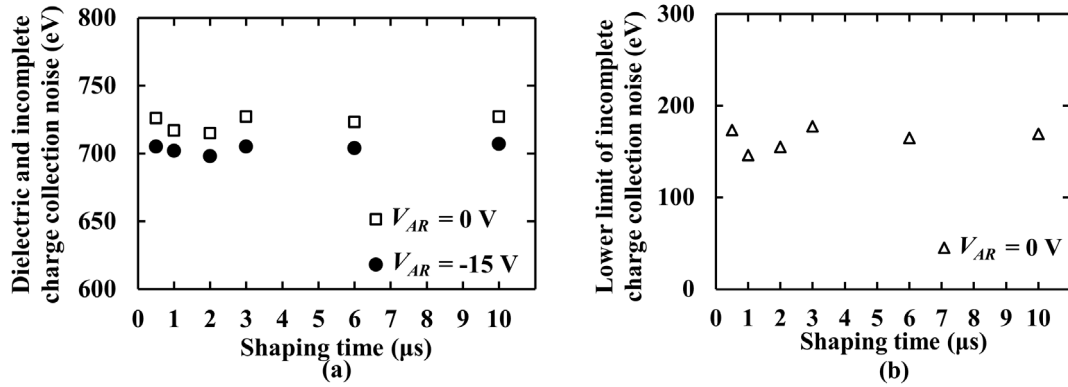 Dielectric and incomplete
charge collection noise (eV)
800
750
700
650
600
□ V_AR = 0 V
● V_AR = -15 V
0 1 2 3 4 5 6 7 8 9 10
Shaping time (μs)
(a)
Lower limit of incomplete
charge collection noise (eV)
300
200
100
0
△ V_AR = 0 V
0 1 2 3 4 5 6 7 8 9 10
Shaping time (μs)
(b)